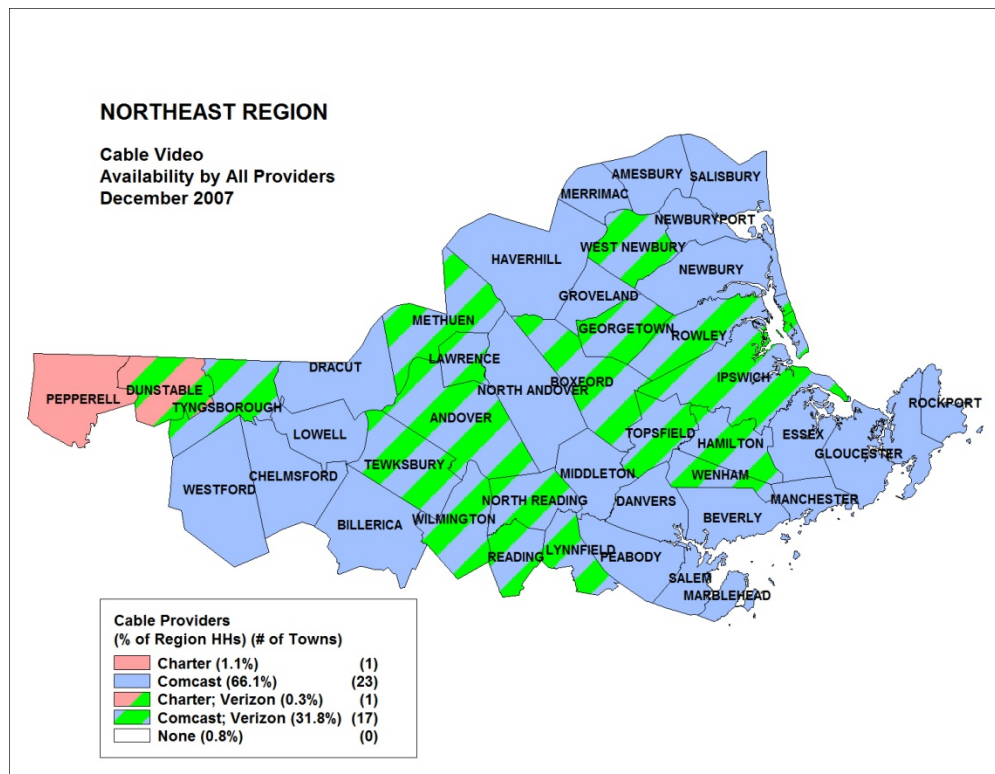 NORTHEAST REGION
Cable Video
Availability by All Providers
December 2007
AMESBURY
SALISBURY
MERRIMAC
NEWBURYPORT
WEST NEWBURY
HAVERHILL
NEWBURY
GROVELAND
METHUEN
GEORGETOWN
ROWLEY
LAWRENCE
DRACUT
PEPPERELL
DUNSTABLE
NORTH ANDOVER
BOXFORD
IPSWICH
TYNGSBOROUGH
ROCKPORT
ANDOVER
LOWELL
TOPSFIELD
HAMILTON
ESSEX
GLOUCESTER
TEWKSBURY
MIDDLETON
WENHAM
CHELMSFORD
WESTFORD
NORTH READING
DANVERS
MANCHESTER
BILLERICA
WILMINGTON
BEVERLY
READING
LYNNFIELD
PEABODY
SALEM
MARBLEHEAD
Cable Providers
(% of Region HHs) (# of Towns)
Charter (1.1%) (1)
Comcast (66.1%) (23)
Charter; Verizon (0.3%) (1)
Comcast; Verizon (31.8%) (17)
None (0.8%) (0)